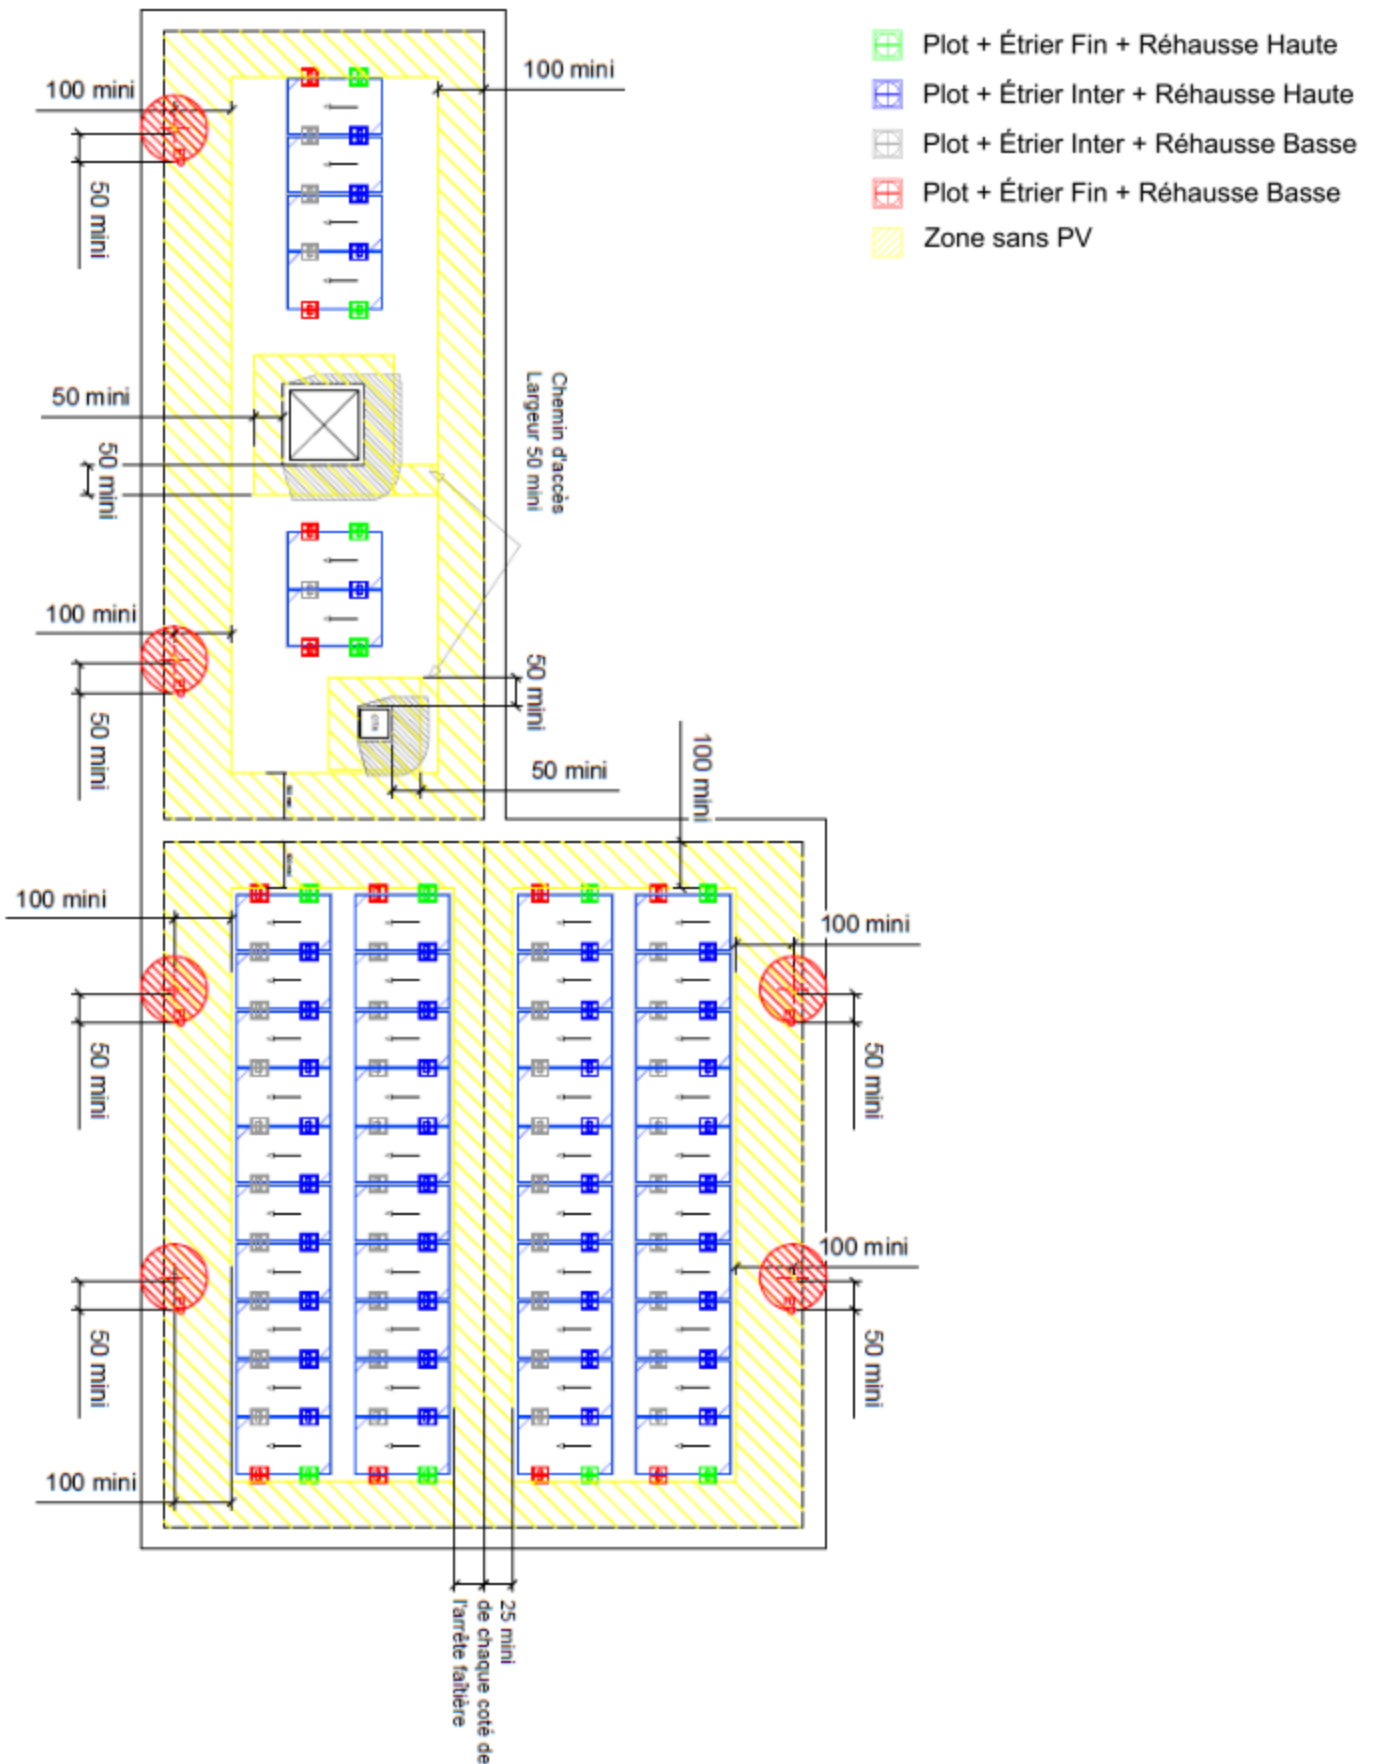 Plot + Étrier Fin + Réhausse Haute
Plot + Étrier Inter + Réhausse Haute
Plot + Étrier Inter + Réhausse Basse
Plot + Étrier Fin + Réhausse Basse
Zone sans PV
100 mini
100 mini
50 mini
50 mini
50 mini
Chemin d'accès
Largeur 50 mini
100 mini
50 mini
50 mini
50 mini
100 mini
100 mini
100 mini
50 mini
50 mini
100 mini
50 mini
50 mini
100 mini
25 mini
de chaque coté de
l'arrête faîtière